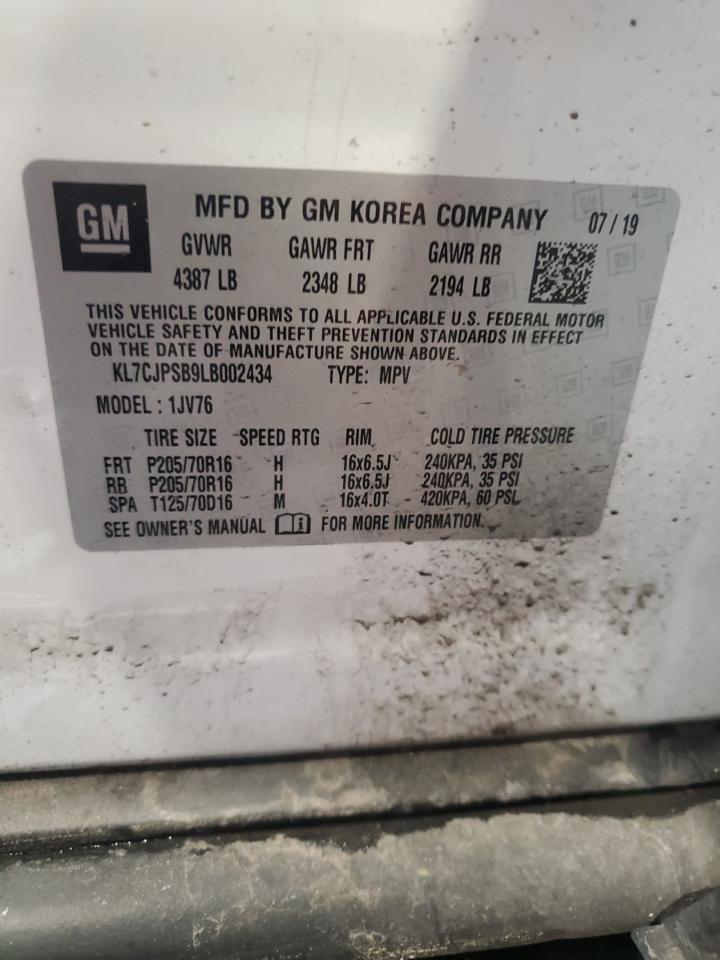 GM
MFD BY GM KOREA COMPANY 07/19
GVWR GAWR FRT GAWR RR
4387 LB 2348 LB 2194 LB
THIS VEHICLE CONFORMS TO ALL APPLICABLE U.S. FEDERAL MOTOR
VEHICLE SAFETY AND THEFT PREVENTION STANDARDS IN EFFECT
ON THE DATE OF MANUFACTURE SHOWN ABOVE.
KL7CJPSB9LB002434 TYPE: MPV
MODEL : 1JV76
TIRE SIZE SPEED RTG RIM COLD TIRE PRESSURE
FRT P205/70R16 H 16x6.5J 240KPA, 35 PSI
RB P205/70R16 H 16x6.5J 240KPA, 35 PSI
SPA T125/70D16 M 16x4.0T 420KPA, 60 PSI
SEE OWNER'S MANUAL FOR MORE INFORMATION.